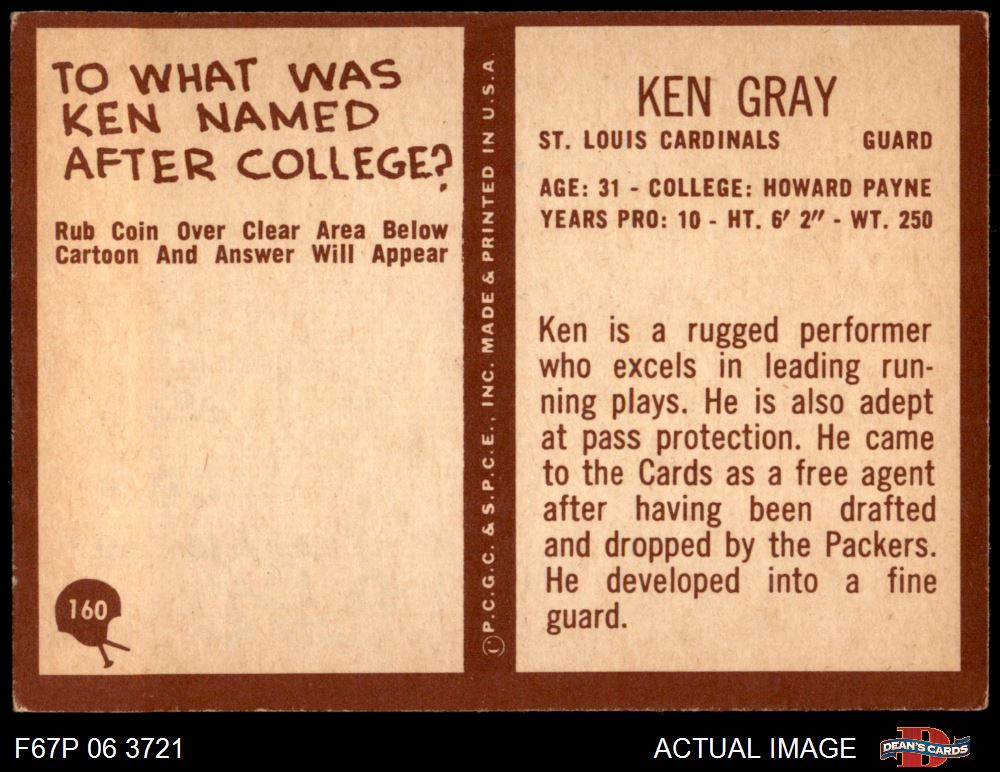 TO WHAT WAS
KEN NAMED
AFTER COLLEGE?
Rub Coin Over Clear Area Below
Cartoon And Answer Will Appear
160
© P.C.G.C. & S.P.C.E., INC. MADE & PRINTED IN U.S.A.
KEN GRAY
ST. LOUIS CARDINALS GUARD
AGE: 31 - COLLEGE: HOWARD PAYNE
YEARS PRO: 10 - HT. 6′ 2″ - WT. 250
Ken is a rugged performer
who excels in leading run-
ning plays. He is also adept
at pass protection. He came
to the Cards as a free agent
after having been drafted
and dropped by the Packers.
He developed into a fine
guard.
F67P 06 3721
ACTUAL IMAGE
D
DEAN'S CARDS